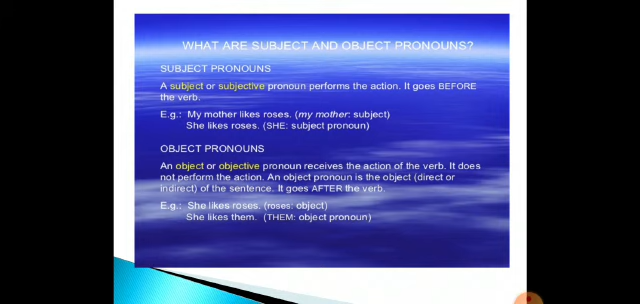 WHAT ARE SUBJECT AND OBJECT PRONOUNS?
SUBJECT PRONOUNS
A subject or subjective pronoun performs the action. It goes BEFORE
the verb.
E.g.: My mother likes roses. (my mother: subject)
She likes roses. (SHE: subject pronoun)
OBJECT PRONOUNS
An object or objective pronoun receives the action of the verb. It does
not perform the action. An object pronoun is the object (direct or
indirect) of the sentence. It goes AFTER the verb.
E.g.: She likes roses. (roses: object)
She likes them. (THEM: object pronoun)